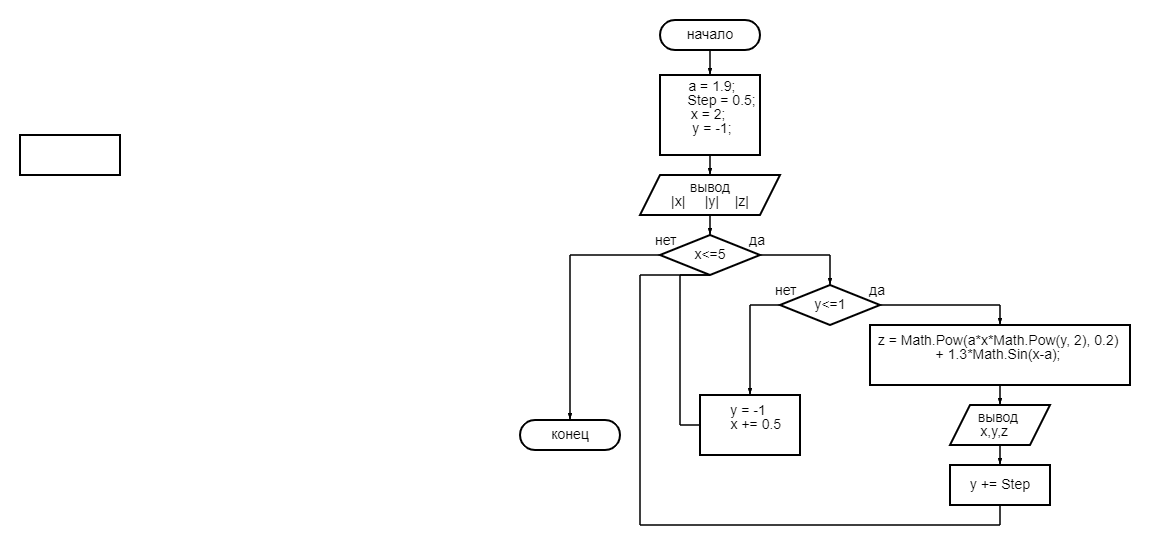 начало
a = 1.9;
Step = 0.5;
x = 2;
y = -1;
вывод
|x| |y| |z|
нет
да
x<=5
нет
да
y<=1
z = Math.Pow(a*x*Math.Pow(y, 2), 0.2)
+ 1.3*Math.Sin(x-a);
y = -1
x += 0.5
вывод
x,y,z
конец
y += Step